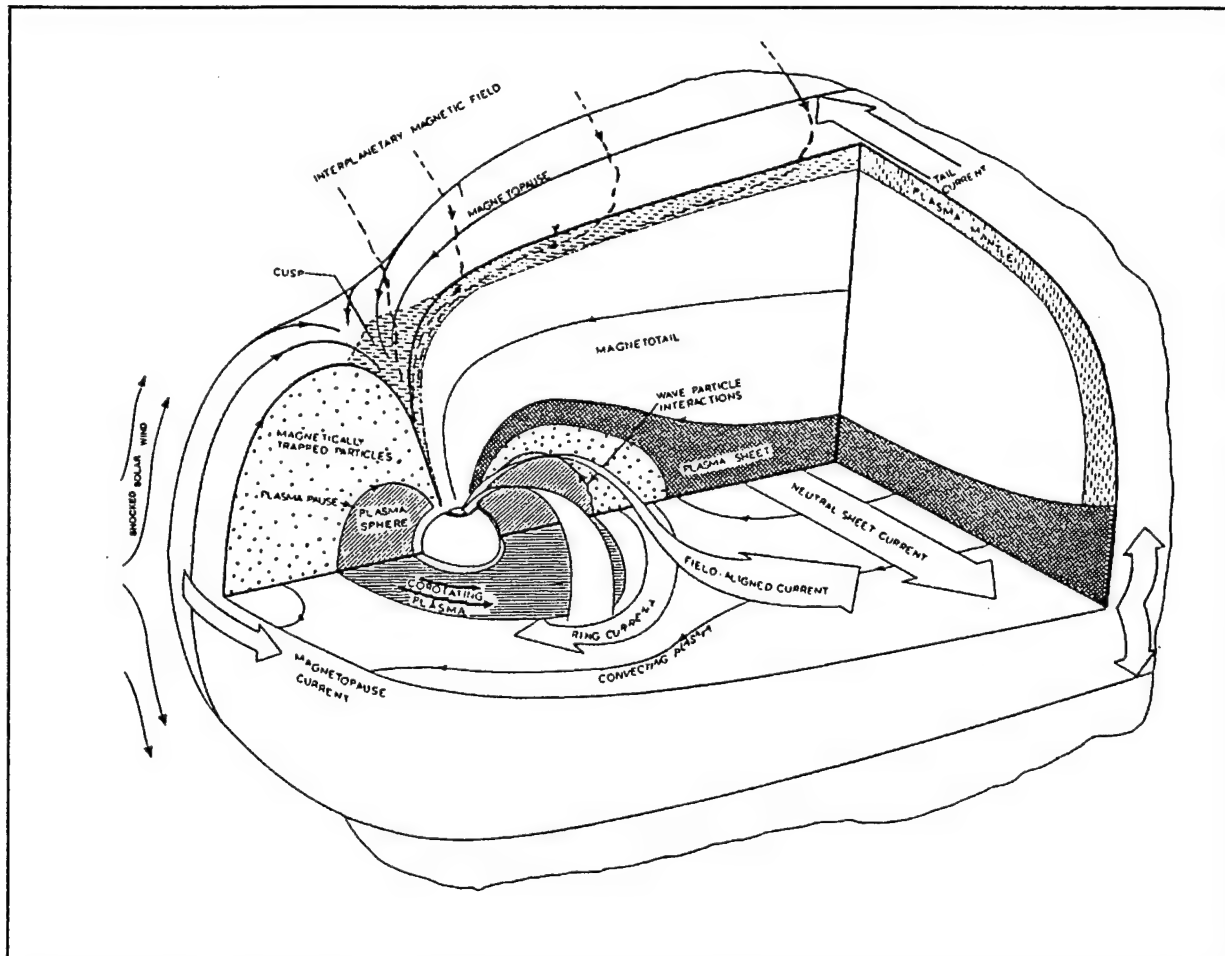 INTERPLANETARY MAGNETIC FIELD
MAGNETOPAUSE
TAIL
CURRENT
PLASMA MANTLE
CUSP
MAGNETOTAIL
WAVE PARTICLE
INTERACTIONS
MAGNETICALLY
TRAPPED PARTICLES
PLASMA SHEET
SHOCKED
SOLAR WIND
PLASMA PAUSE
PLASMA
SPHERE
NEUTRAL SHEET CURRENT
FIELD-ALIGNED CURRENT
COROTATING
PLASMA
RING CURRENT
CONVECTING PLASMA
MAGNETOPAUSE
CURRENT